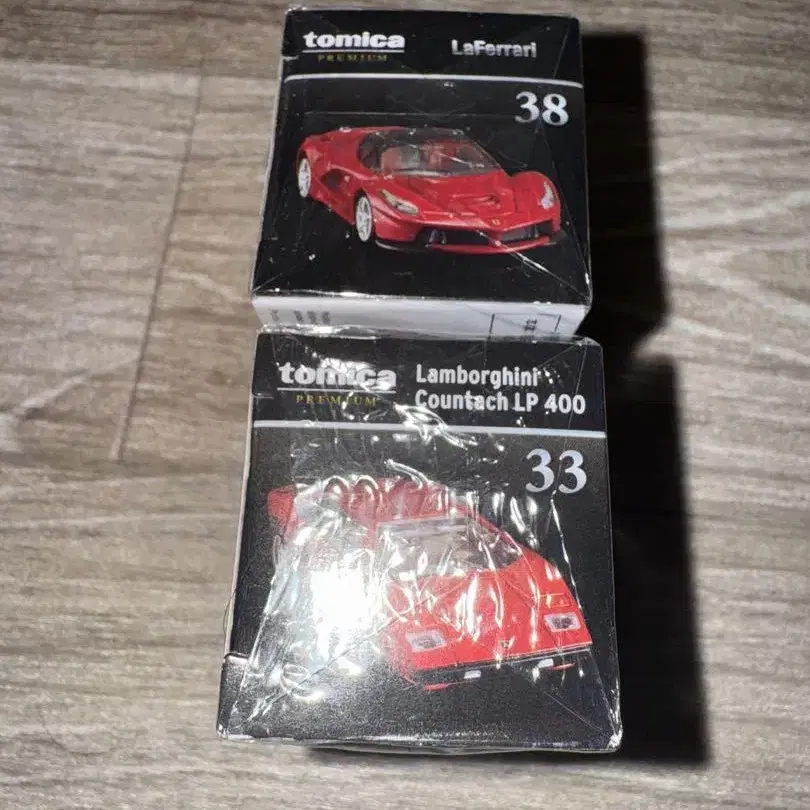 tomica
PREMIUM
LaFerrari
38
tomica
PREMIUM
Lamborghini
Countach LP 400
33